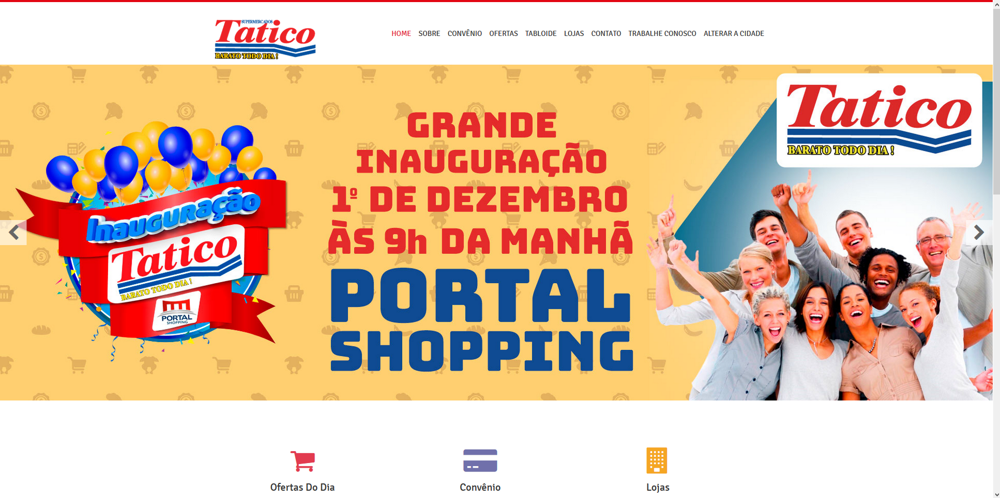 SUPERMERCADOS
Tatico
BARATO TODO DIA !
HOME SOBRE CONVÊNIO OFERTAS TABLOIDE LOJAS CONTATO TRABALHE CONOSCO ALTERAR A CIDADE
Inauguração
Tatico
BARATO TODO DIA !
PORTAL
SHOPPING
GRANDE
INAUGURAÇÃO
1º DE DEZEMBRO
ÀS 9h DA MANHÃ
PORTAL
SHOPPING
Tatico
BARATO TODO DIA !
Ofertas Do Dia
Convênio
Lojas